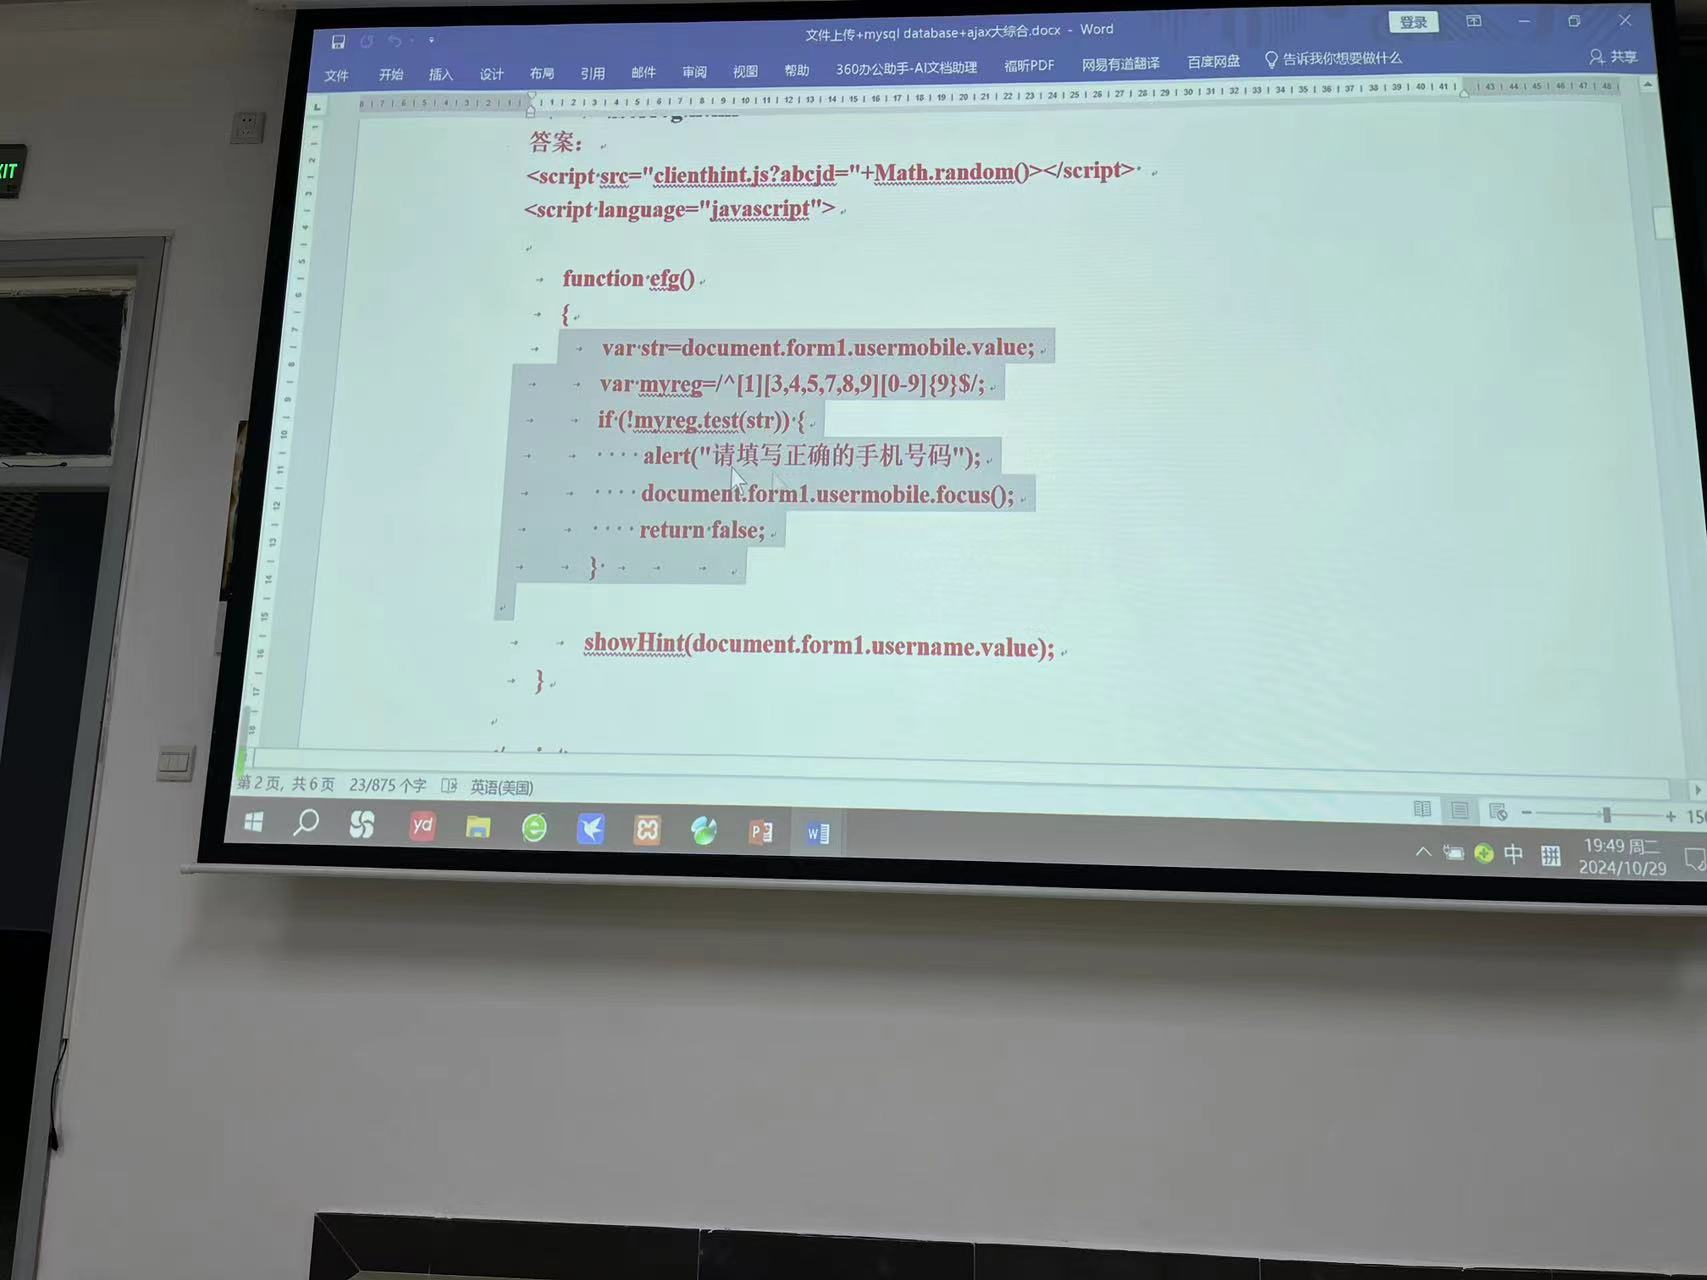 文件上传+mysql database+ajax大综合.docx - Word
登录
文件 开始 插入 设计 布局 引用 邮件 审阅 视图 帮助 360办公助手-AI文档助理 福昕PDF 网易有道翻译 百度网盘 告诉我你想要做什么 共享
答案：
<script src="clienthint.js?abcjd="+Math.random()></script>
<script language="javascript">
function efg()
{
var str=document.form1.usermobile.value;
var myreg=/^[1][3,4,5,7,8,9][0-9]{9}$/;
if (!myreg.test(str)) {
alert("请填写正确的手机号码");
document.form1.usermobile.focus();
return false;
}
showHint(document.form1.username.value);
}
第2页，共6页 23/875个字 英语(美国)
yd
中 拼
19:49 周二
2024/10/29